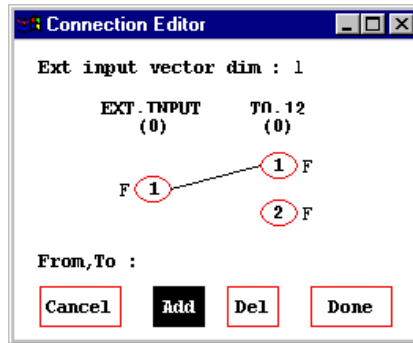 Connection Editor
Ext input vector dim : 1
EXT.INPUT TO.12
(0) (0)
1 F
F 1
2 F
From,To :
Cancel Add Del Done